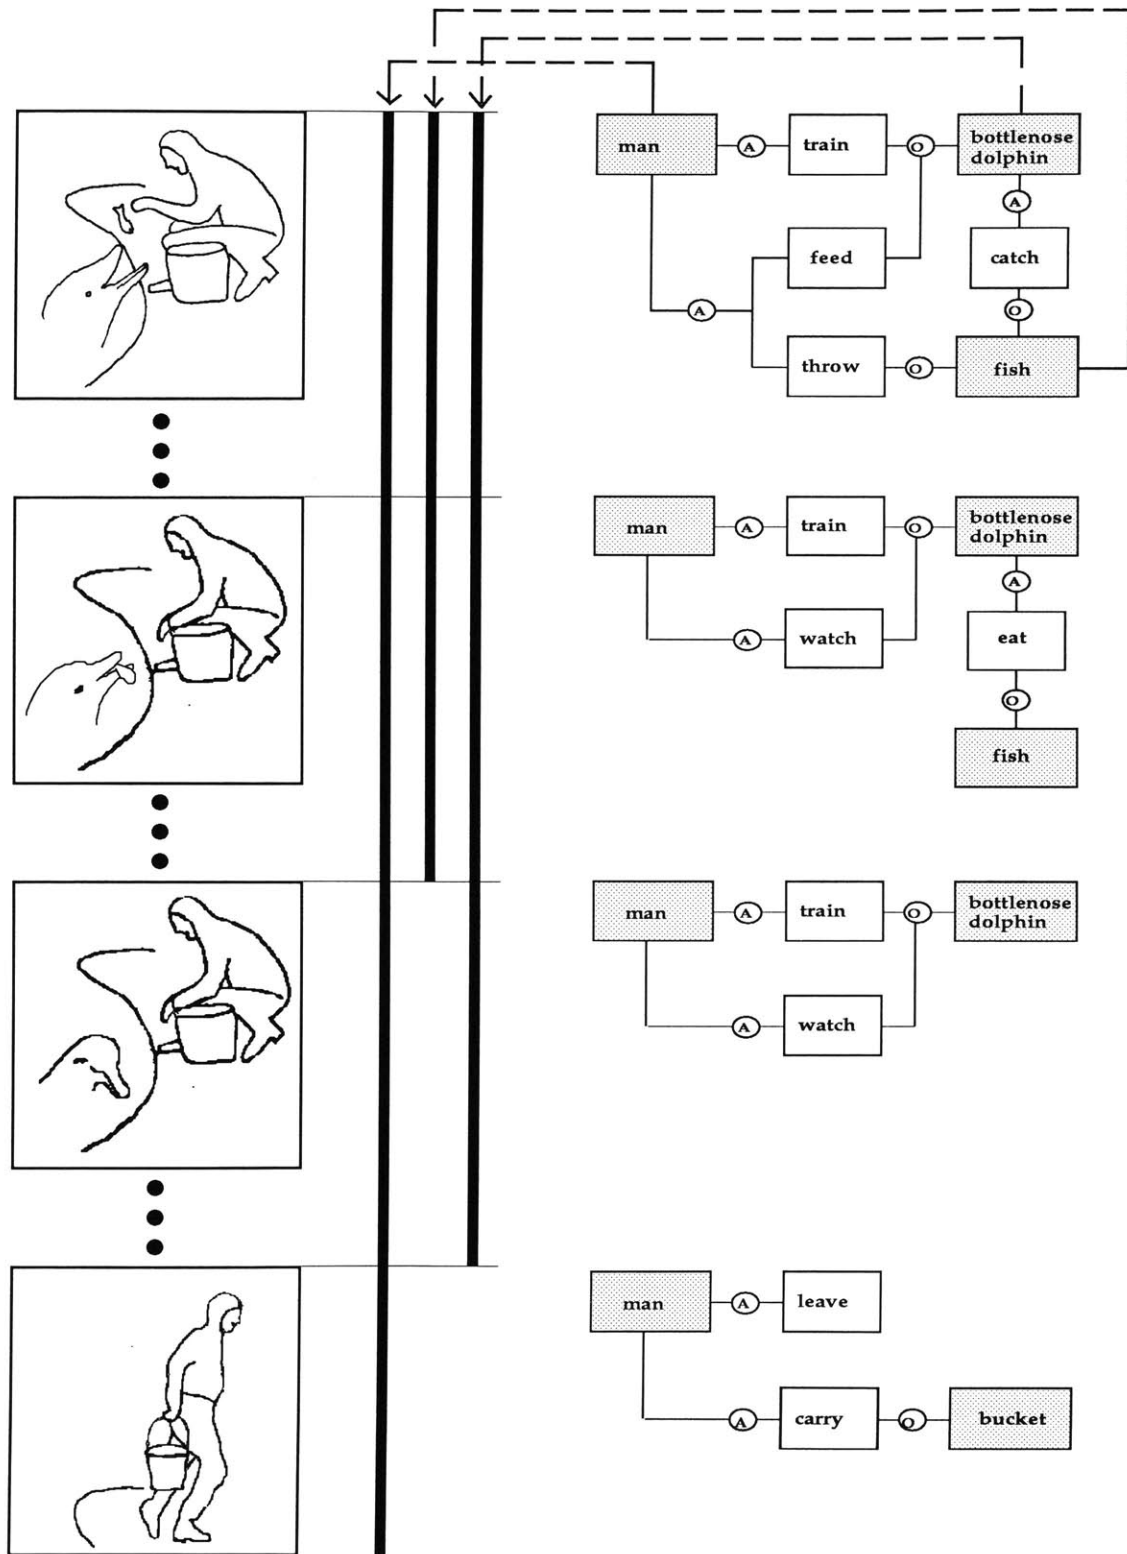 man
A
train
O
bottlenose
dolphin
A
feed
catch
A
O
throw
O
fish
man
A
train
O
bottlenose
dolphin
A
A
watch
eat
O
fish
man
A
train
O
bottlenose
dolphin
A
watch
man
A
leave
A
carry
O
bucket